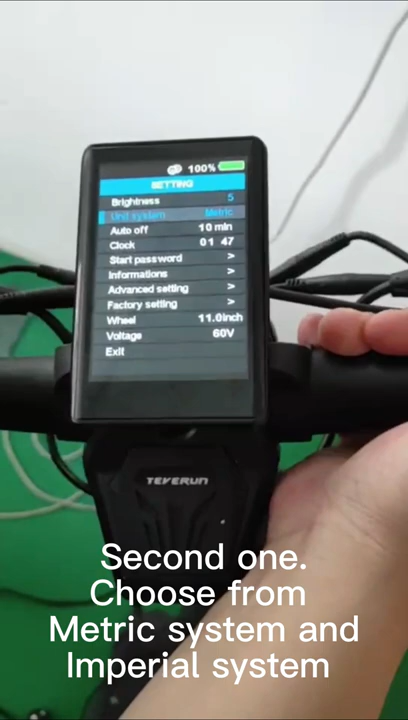 100%
SETTING
Brightness 5
Unit system Metric
Auto off 10 min
Clock 01 47
Start password >
Informations >
Advanced setting >
Factory setting >
Wheel 11.0Inch
Voltage 60V
Exit
TEVERUN
Second one.
Choose from
Metric system and
Imperial system